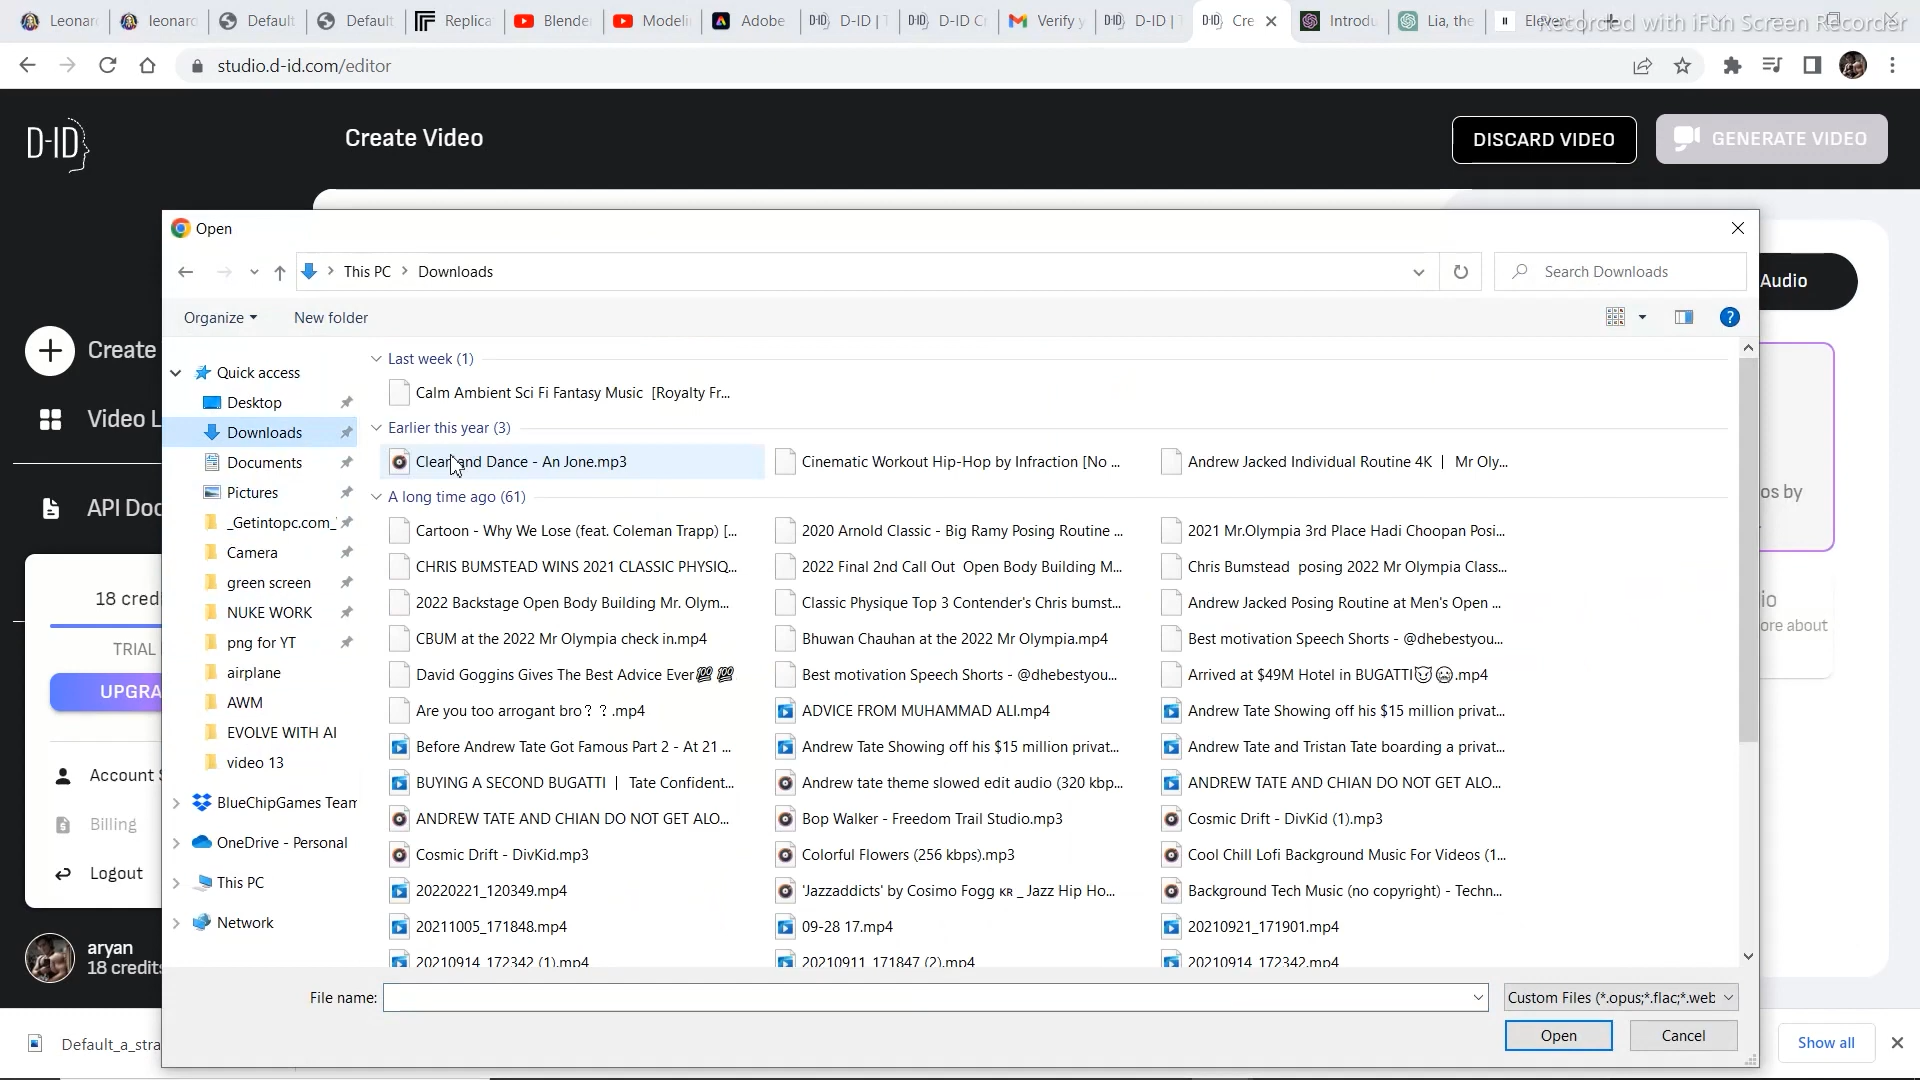 Leonard
leonard
Default
Default
Replica
Blende
Modeli
Adobe
D-ID | T
D-ID C
Verify y
D-ID | T
Cre
Introdu
Lia, the
Eleven
Recorded with iFun Screen Recorder
studio.d-id.com/editor
D-ID
Create Video
DISCARD VIDEO
GENERATE VIDEO
Open
This PC > Downloads
Search Downloads
Audio
Organize
New folder
Create
Video L
API Doc
18 credi
TRIAL
UPGRA
Account S
Billing
Logout
aryan
18 credits
Quick access
Desktop
Downloads
Documents
Pictures
_Getintopc.com_
Camera
green screen
NUKE WORK
png for YT
airplane
AWM
EVOLVE WITH AI
video 13
BlueChipGames Team
OneDrive - Personal
This PC
Network
Last week (1)
Calm Ambient Sci Fi Fantasy Music [Royalty Fr...
Earlier this year (3)
Clear and Dance - An Jone.mp3
Cinematic Workout Hip-Hop by Infraction [No ...
Andrew Jacked Individual Routine 4K | Mr Oly...
A long time ago (61)
Cartoon - Why We Lose (feat. Coleman Trapp) [...
2020 Arnold Classic - Big Ramy Posing Routine ...
2021 Mr.Olympia 3rd Place Hadi Choopan Posi...
CHRIS BUMSTEAD WINS 2021 CLASSIC PHYSIQ...
2022 Final 2nd Call Out Open Body Building M...
Chris Bumstead posing 2022 Mr Olympia Class...
2022 Backstage Open Body Building Mr. Olym...
Classic Physique Top 3 Contender's Chris bumst...
Andrew Jacked Posing Routine at Men's Open ...
CBUM at the 2022 Mr Olympia check in.mp4
Bhuwan Chauhan at the 2022 Mr Olympia.mp4
Best motivation Speech Shorts - @dhebestyou...
David Goggins Gives The Best Advice Ever💯 💯
Best motivation Speech Shorts - @dhebestyou...
Arrived at $49M Hotel in BUGATTI😈 🥶.mp4
Are you too arrogant bro？？.mp4
ADVICE FROM MUHAMMAD ALI.mp4
Andrew Tate Showing off his $15 million privat...
Before Andrew Tate Got Famous Part 2 - At 21 ...
Andrew Tate Showing off his $15 million privat...
Andrew Tate and Tristan Tate boarding a privat...
BUYING A SECOND BUGATTI | Tate Confident...
Andrew tate theme slowed edit audio (320 kbp...
ANDREW TATE AND CHIAN DO NOT GET ALO...
ANDREW TATE AND CHIAN DO NOT GET ALO...
Bop Walker - Freedom Trail Studio.mp3
Cosmic Drift - DivKid (1).mp3
Cosmic Drift - DivKid.mp3
Colorful Flowers (256 kbps).mp3
Cool Chill Lofi Background Music For Videos (1...
20220221_120349.mp4
'Jazzaddicts' by Cosimo Fogg ᴋʀ _ Jazz Hip Ho...
Background Tech Music (no copyright) - Techn...
20211005_171848.mp4
09-28 17.mp4
20210921_171901.mp4
20210914_172342 (1).mp4
20210911_171847 (2).mp4
20210914_172342.mp4
os by
io
ore about
File name:
Custom Files (*.opus;*.flac;*.web
Open
Cancel
Default_a_stra
Show all